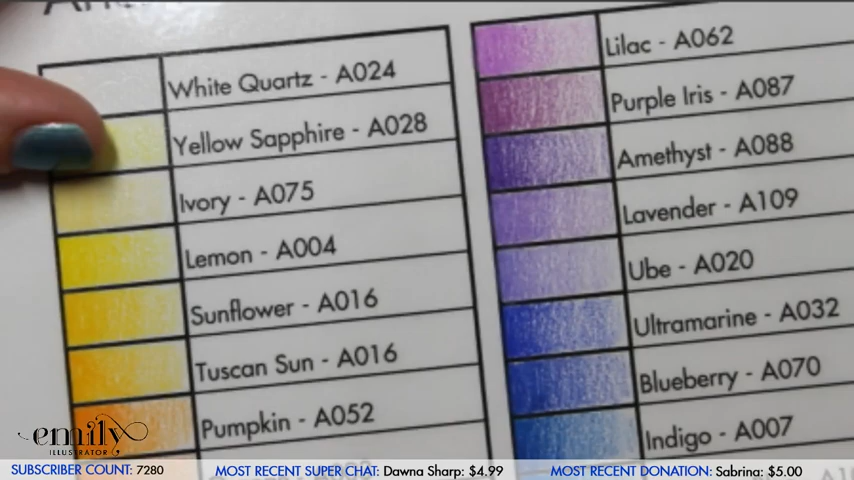 White Quartz - A024
Yellow Sapphire - A028
Ivory - A075
Lemon - A004
Sunflower - A016
Tuscan Sun - A016
Pumpkin - A052
Lilac - A062
Purple Iris - A087
Amethyst - A088
Lavender - A109
Ube - A020
Ultramarine - A032
Blueberry - A070
Indigo - A007
emily
ILLUSTRATOR
SUBSCRIBER COUNT: 7280
MOST RECENT SUPER CHAT: Dawna Sharp: $4.99
MOST RECENT DONATION: Sabrina: $5.00